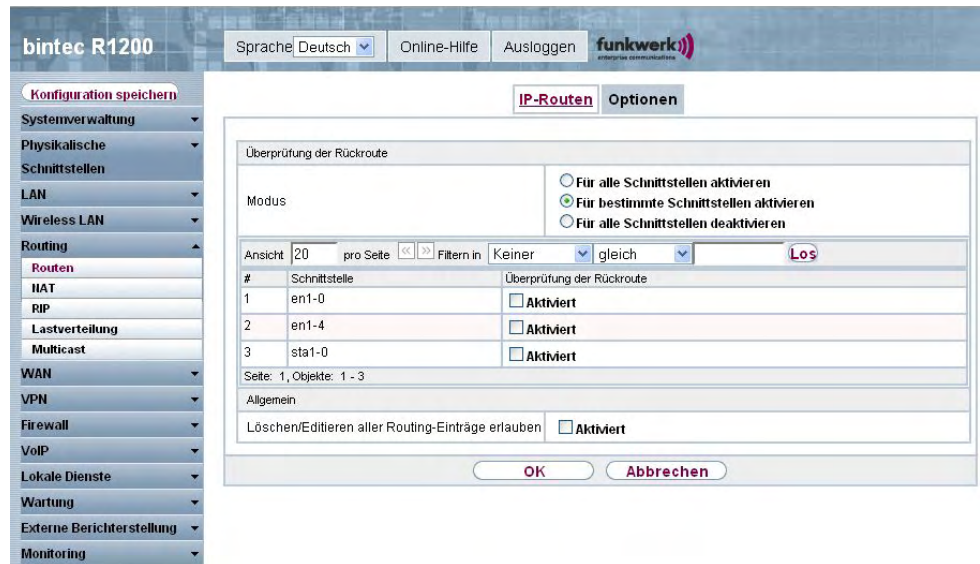 bintec R1200
Sprache Deutsch
Online-Hilfe
Ausloggen
funkwerk
enterprise communications
Konfiguration speichern
Systemverwaltung
Physikalische
Schnittstellen
LAN
Wireless LAN
Routing
Routen
NAT
RIP
Lastverteilung
Multicast
WAN
VPN
Firewall
VoIP
Lokale Dienste
Wartung
Externe Berichterstellung
Monitoring
IP-Routen Optionen
Überprüfung der Rückroute
Modus
Für alle Schnittstellen aktivieren
Für bestimmte Schnittstellen aktivieren
Für alle Schnittstellen deaktivieren
Ansicht 20 pro Seite << >> Filtern in Keiner gleich Los
# Schnittstelle Überprüfung der Rückroute
1 en1-0 Aktiviert
2 en1-4 Aktiviert
3 sta1-0 Aktiviert
Seite: 1, Objekte: 1 - 3
Allgemein
Löschen/Editieren aller Routing-Einträge erlauben Aktiviert
OK Abbrechen